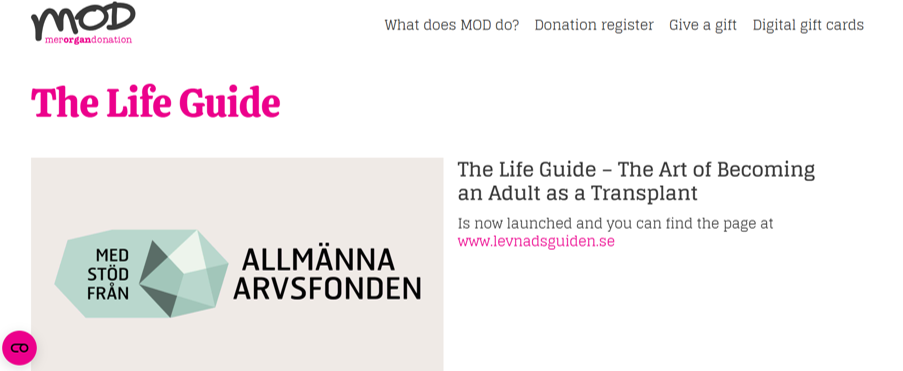 MOD
merorgandonation
What does MOD do? Donation register Give a gift Digital gift cards
The Life Guide
MED
STÖD
FRÅN
ALLMÄNNA
ARVSFONDEN
The Life Guide – The Art of Becoming
an Adult as a Transplant
Is now launched and you can find the page at
www.levnadsguiden.se